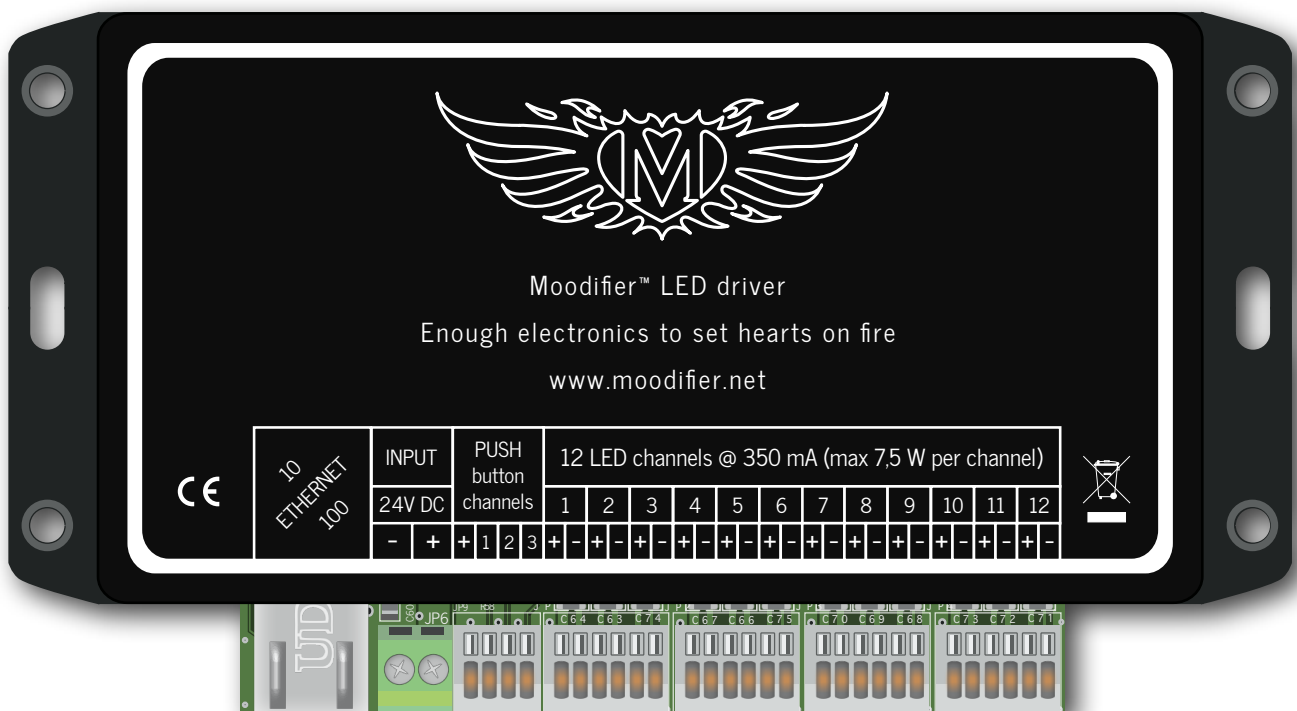 M
Moodifier™ LED driver
Enough electronics to set hearts on fire
www.moodifier.net
CE
10
ETHERNET
100
INPUT
24V DC
- +
PUSH
button
channels
+ 1 2 3
12 LED channels @ 350 mA (max 7,5 W per channel)
1 2 3 4 5 6 7 8 9 10 11 12
+ - + - + - + - + - + - + - + - + - + - + - + -
UD
C60
JP6
C64 C63 C74
C67 C66 C75
C70 C69 C68
C73 C72 C71